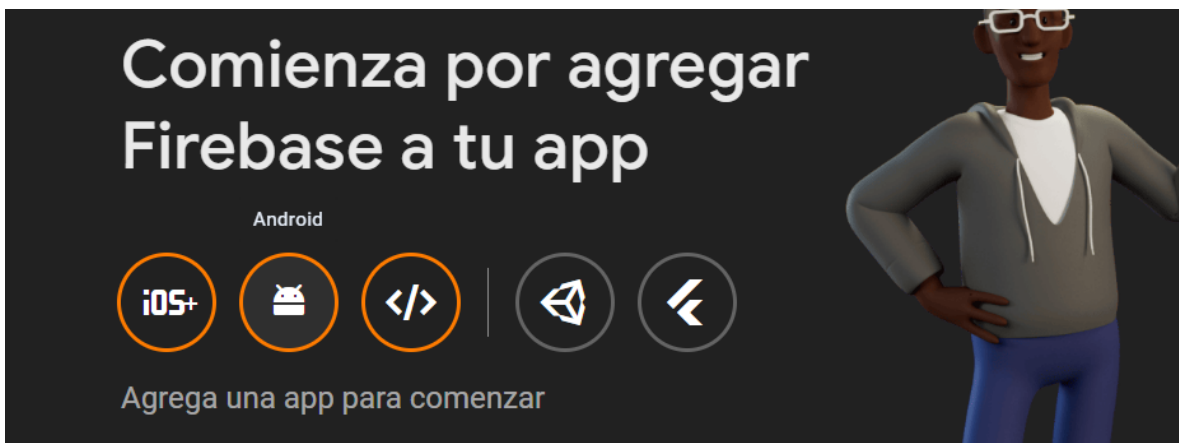 Comienza por agregar
Firebase a tu app
Android
iOS+
</>
Agrega una app para comenzar